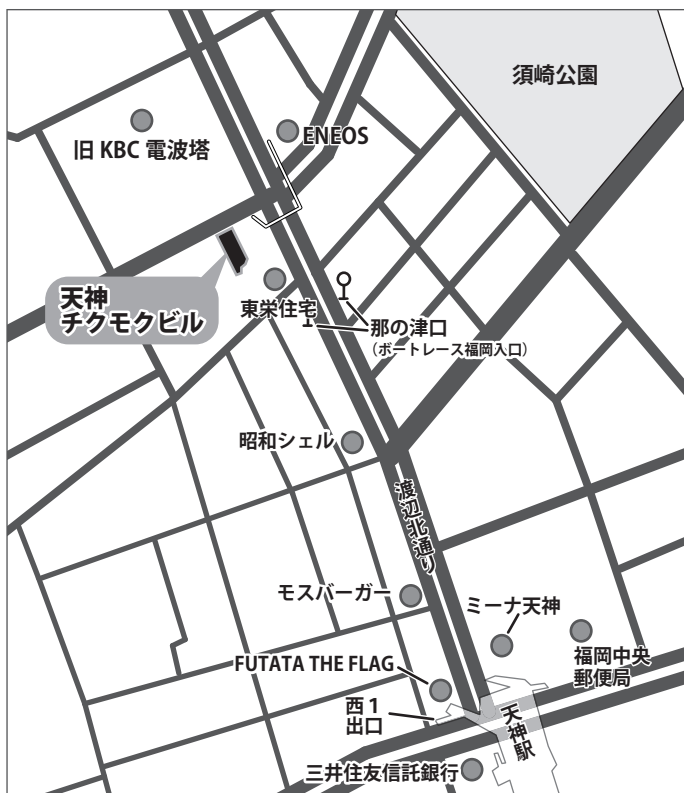 須崎公園
旧 KBC 電波塔
ENEOS
天神
チクモクビル
東栄住宅
那の津口
（ボートレース福岡入口）
昭和シェル
渡辺北通り
モスバーガー
ミーナ天神
福岡中央
郵便局
FUTATA THE FLAG
西 1
出口
天神駅
三井住友信託銀行